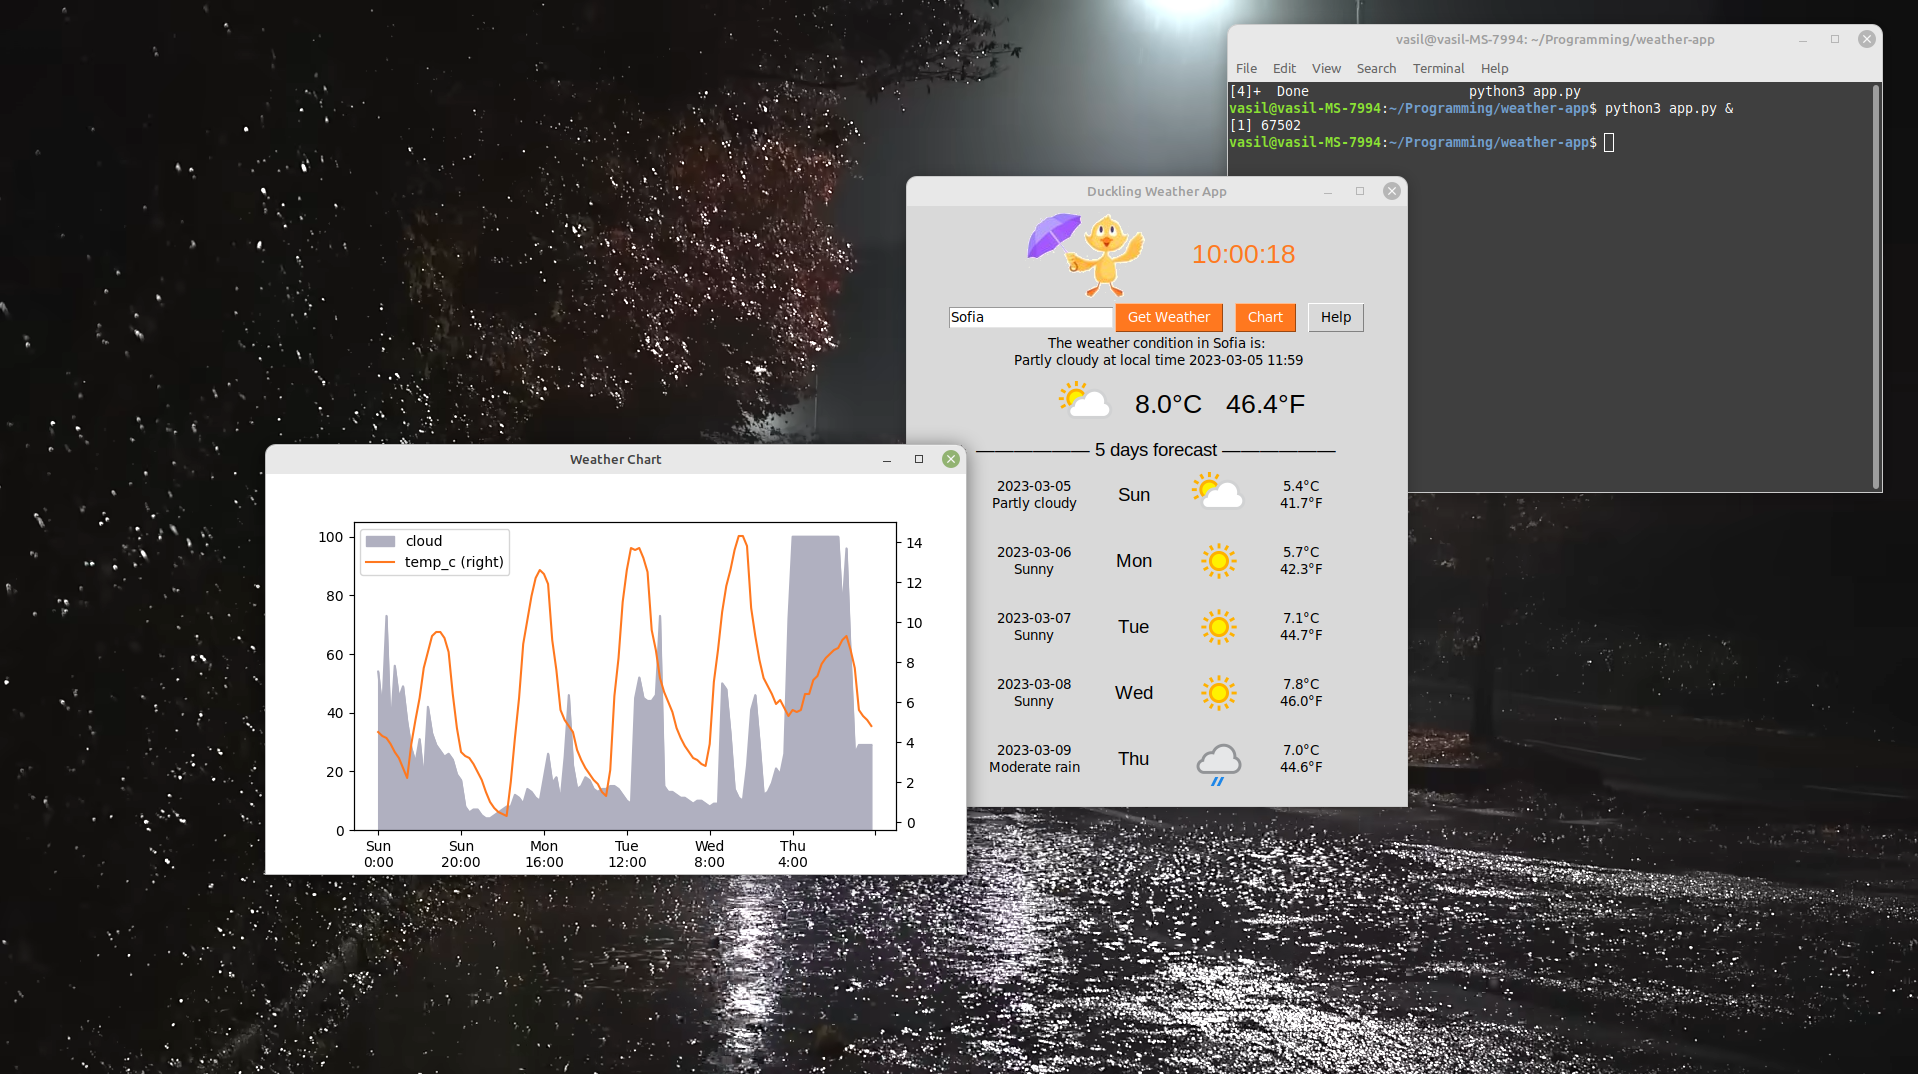 vasil@vasil-MS-7994: ~/Programming/weather-app
File Edit View Search Terminal Help
[4]+  Done                    python3 app.py
vasil@vasil-MS-7994:~/Programming/weather-app$ python3 app.py &
[1] 67502
vasil@vasil-MS-7994:~/Programming/weather-app$
Duckling Weather App
10:00:18
Sofia Get Weather Chart Help
The weather condition in Sofia is:
Partly cloudy at local time 2023-03-05 11:59
8.0°C 46.4°F
—————— 5 days forecast ——————
2023-03-05 Sun 5.4°C
Partly cloudy 41.7°F
2023-03-06 Mon 5.7°C
Sunny 42.3°F
2023-03-07 Tue 7.1°C
Sunny 44.7°F
2023-03-08 Wed 7.8°C
Sunny 46.0°F
2023-03-09 Thu 7.0°C
Moderate rain 44.6°F
Weather Chart
cloud
temp_c (right)
100
80
60
40
20
0
14
12
10
8
6
4
2
0
Sun Sun Mon Tue Wed Thu
0:00 20:00 16:00 12:00 8:00 4:00